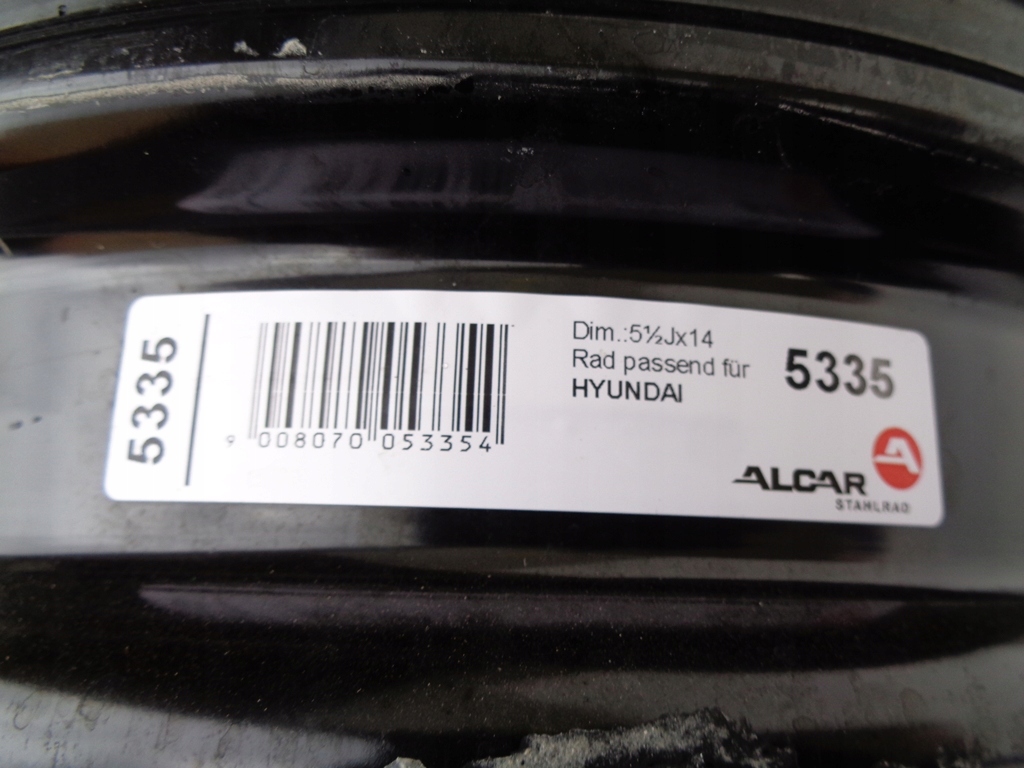 5335
9 008070 053354
Dim.:5½Jx14
Rad passend für
HYUNDAI
5335
ALCAR
STAHLRAD